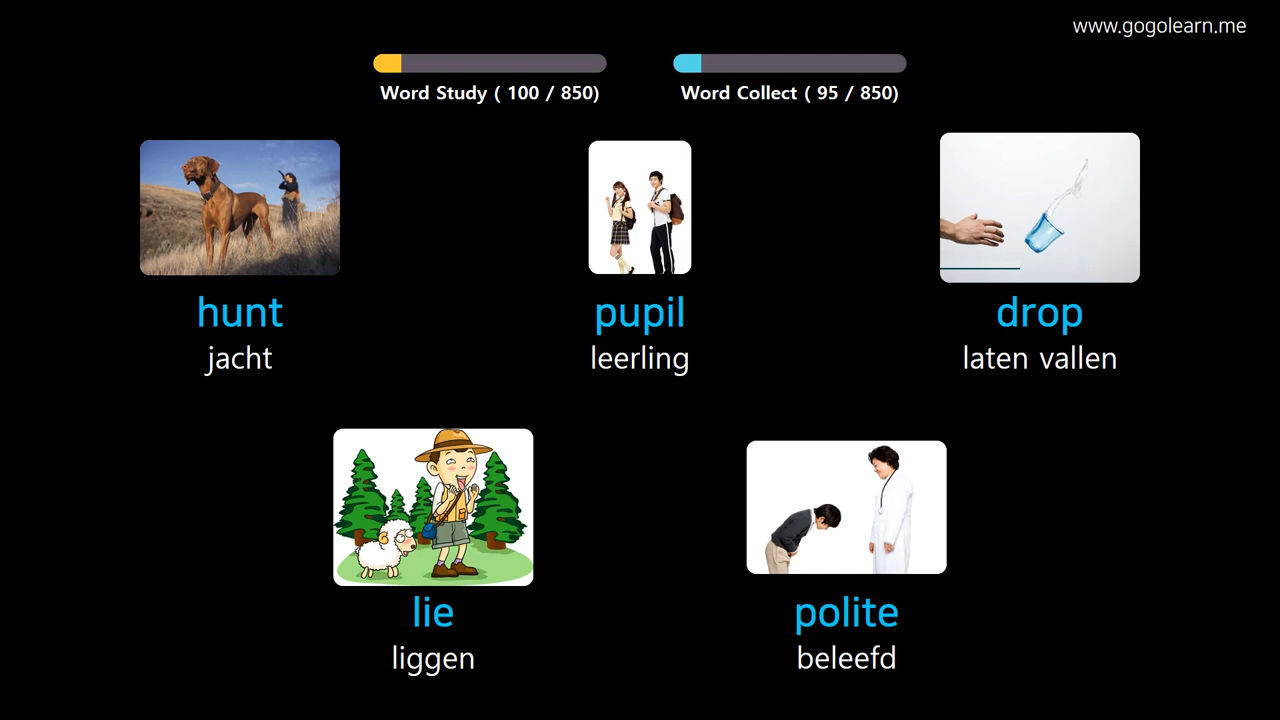 www.gogolearn.me
Word Study ( 100 / 850)
Word Collect ( 95 / 850)
hunt
jacht
pupil
leerling
drop
laten vallen
lie
liggen
polite
beleefd